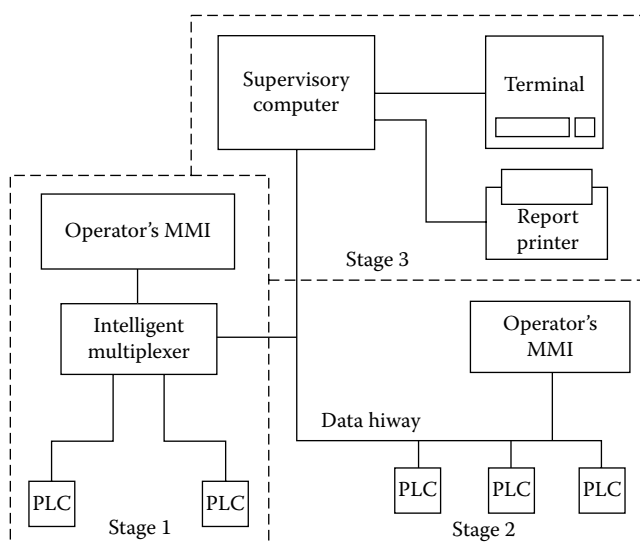 Supervisory
computer
Terminal
Report
printer
Stage 3
Operator's MMI
Intelligent
multiplexer
PLC
PLC
Stage 1
Operator's
MMI
Data hiway
PLC
PLC
PLC
Stage 2